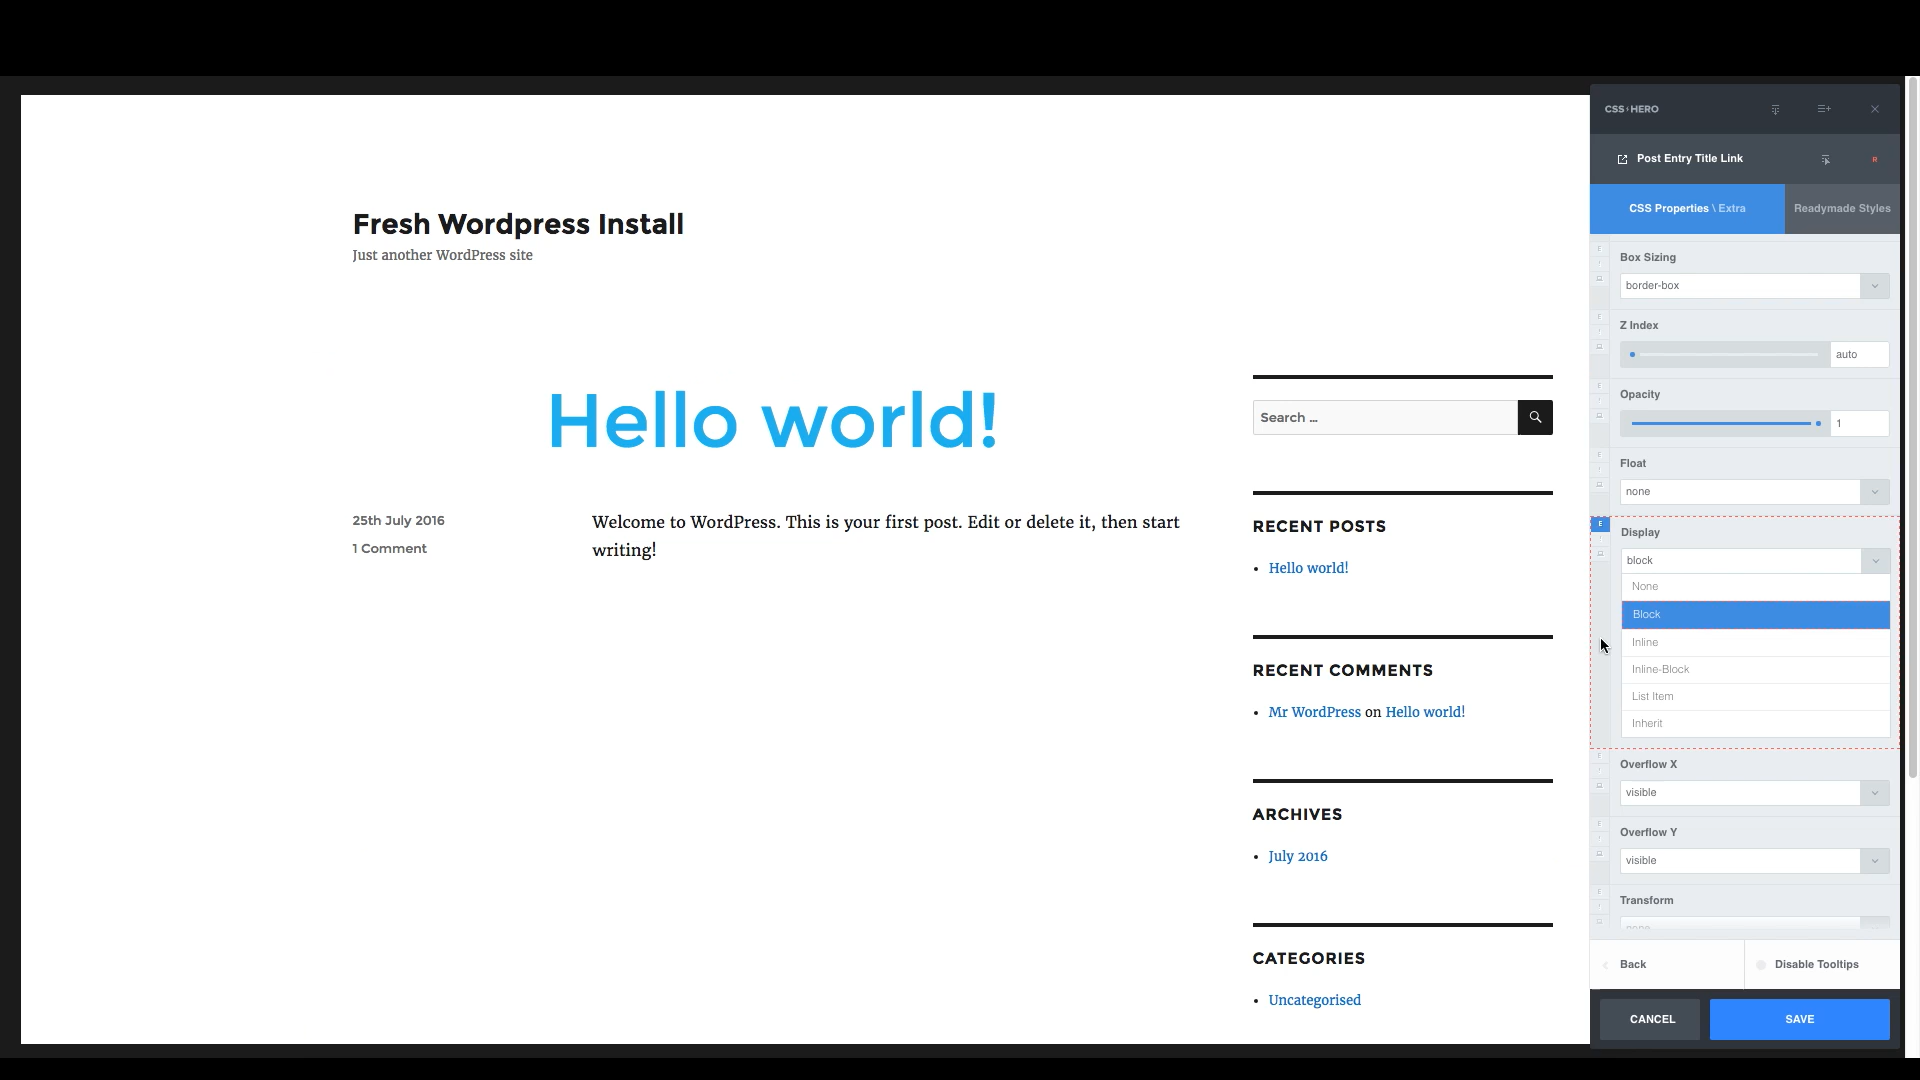 Fresh Wordpress Install
Just another WordPress site
Hello world!
25th July 2016
1 Comment
Welcome to WordPress. This is your first post. Edit or delete it, then start
writing!
Search ...
RECENT POSTS
Hello world!
RECENT COMMENTS
Mr WordPress on Hello world!
ARCHIVES
July 2016
CATEGORIES
Uncategorised
CSS HERO
Post Entry Title Link
R
CSS Properties \ Extra
Readymade Styles
Box Sizing
border-box
Z Index
auto
Opacity
1
Float
none
E
Display
block
None
Block
Inline
Inline-Block
List Item
Inherit
Overflow X
visible
Overflow Y
visible
Transform
Back
Disable Tooltips
CANCEL
SAVE